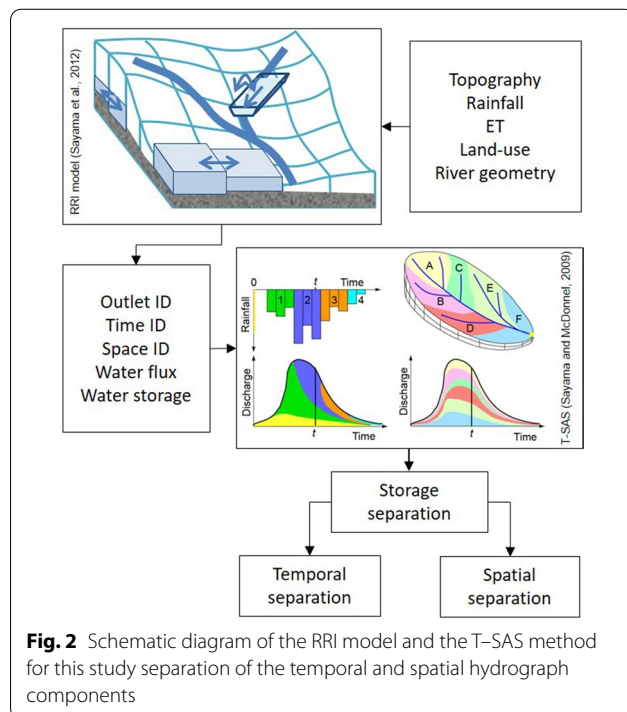 RRI model (Sayama et al., 2012)
Topography
Rainfall
ET
Land-use
River geometry
Outlet ID
Time ID
Space ID
Water flux
Water storage
0
t
Time
Rainfall
1
2
3
4
Discharge
t
Time
A
C
E
B
F
D
Discharge
t
Time
T-SAS (Sayama and McDonnel, 2009)
Storage
separation
Temporal
separation
Spatial
separation
Fig. 2 Schematic diagram of the RRI model and the T–SAS method
for this study separation of the temporal and spatial hydrograph
components